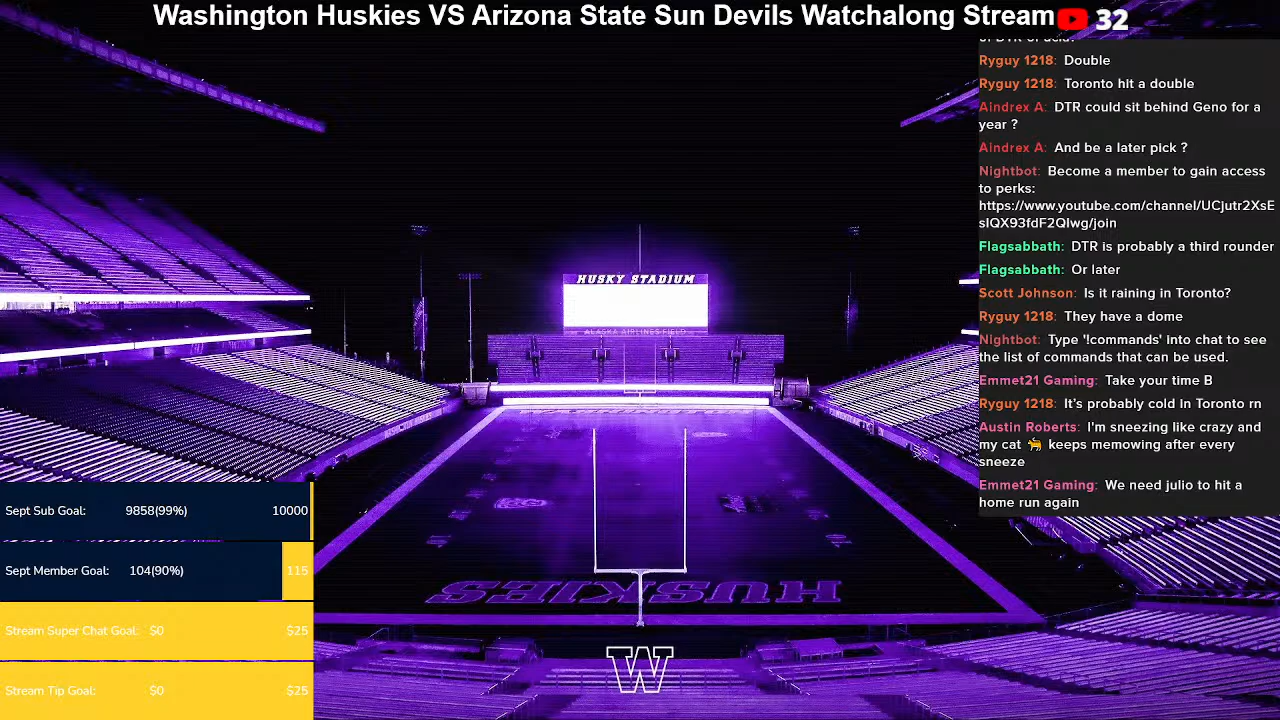 Washington Huskies VS Arizona State Sun Devils Watchalong Stream 32
Ryguy 1218: Double
Ryguy 1218: Toronto hit a double
Aindrex A: DTR could sit behind Geno for a
year ?
Aindrex A: And be a later pick ?
Nightbot: Become a member to gain access
to perks:
https://www.youtube.com/channel/UCjutr2XsE
slQX93fdF2Qlwg/join
Flagsabbath: DTR is probably a third rounder
Flagsabbath: Or later
Scott Johnson: Is it raining in Toronto?
Ryguy 1218: They have a dome
Nightbot: Type '!commands' into chat to see
the list of commands that can be used.
Emmet21 Gaming: Take your time B
Ryguy 1218: It's probably cold In Toronto rn
Austin Roberts: I'm sneezing like crazy and
my cat 🐈 keeps memowing after every
sneeze
Emmet21 Gaming: We need julio to hit a
home run again
HUSKY STADIUM
ALASKA AIRLINES FIELD
HUSKIES
W
Sept Sub Goal: 9858(99%) 10000
Sept Member Goal: 104(90%) 115
Stream Super Chat Goal: $0 $25
Stream Tip Goal: $0 $25